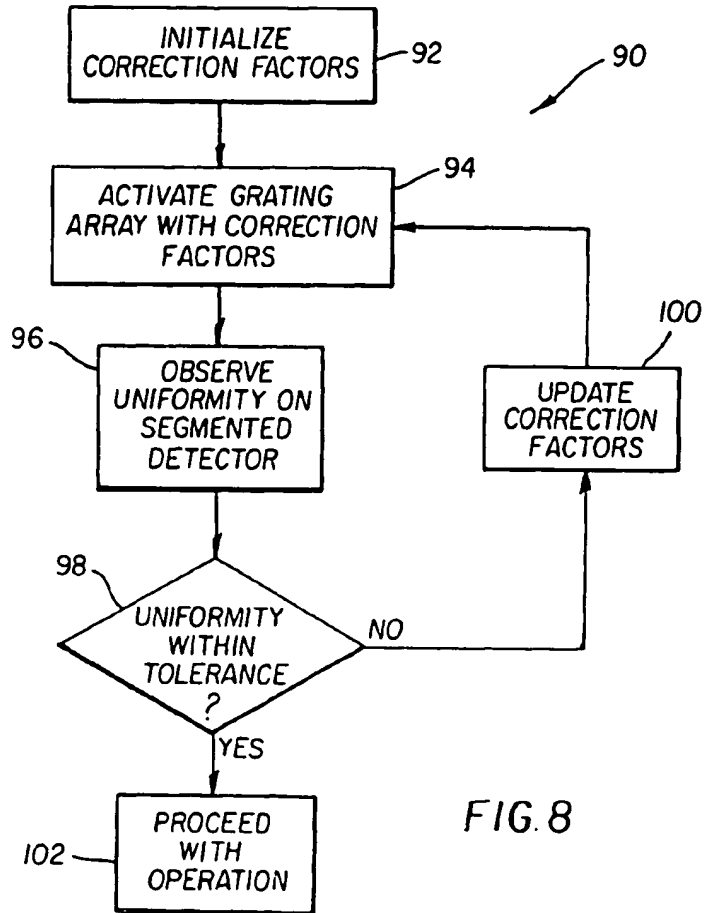 INITIALIZE
CORRECTION FACTORS
92
90
94
ACTIVATE GRATING
ARRAY WITH CORRECTION
FACTORS
96
OBSERVE
UNIFORMITY ON
SEGMENTED
DETECTOR
100
UPDATE
CORRECTION
FACTORS
98
UNIFORMITY
WITHIN
TOLERANCE
?
NO
YES
PROCEED
WITH
OPERATION
102
FIG. 8